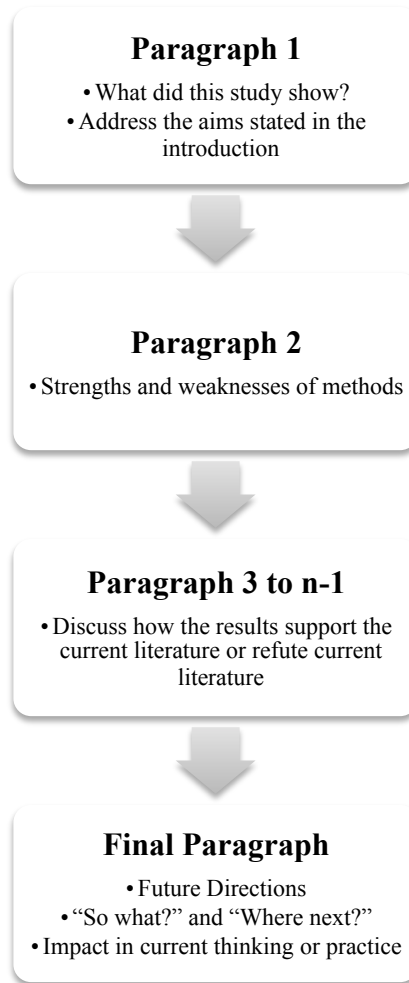 Paragraph 1
• What did this study show?
• Address the aims stated in the
introduction
Paragraph 2
• Strengths and weaknesses of methods
Paragraph 3 to n-1
• Discuss how the results support the
current literature or refute current
literature
Final Paragraph
• Future Directions
• “So what?” and “Where next?”
• Impact in current thinking or practice